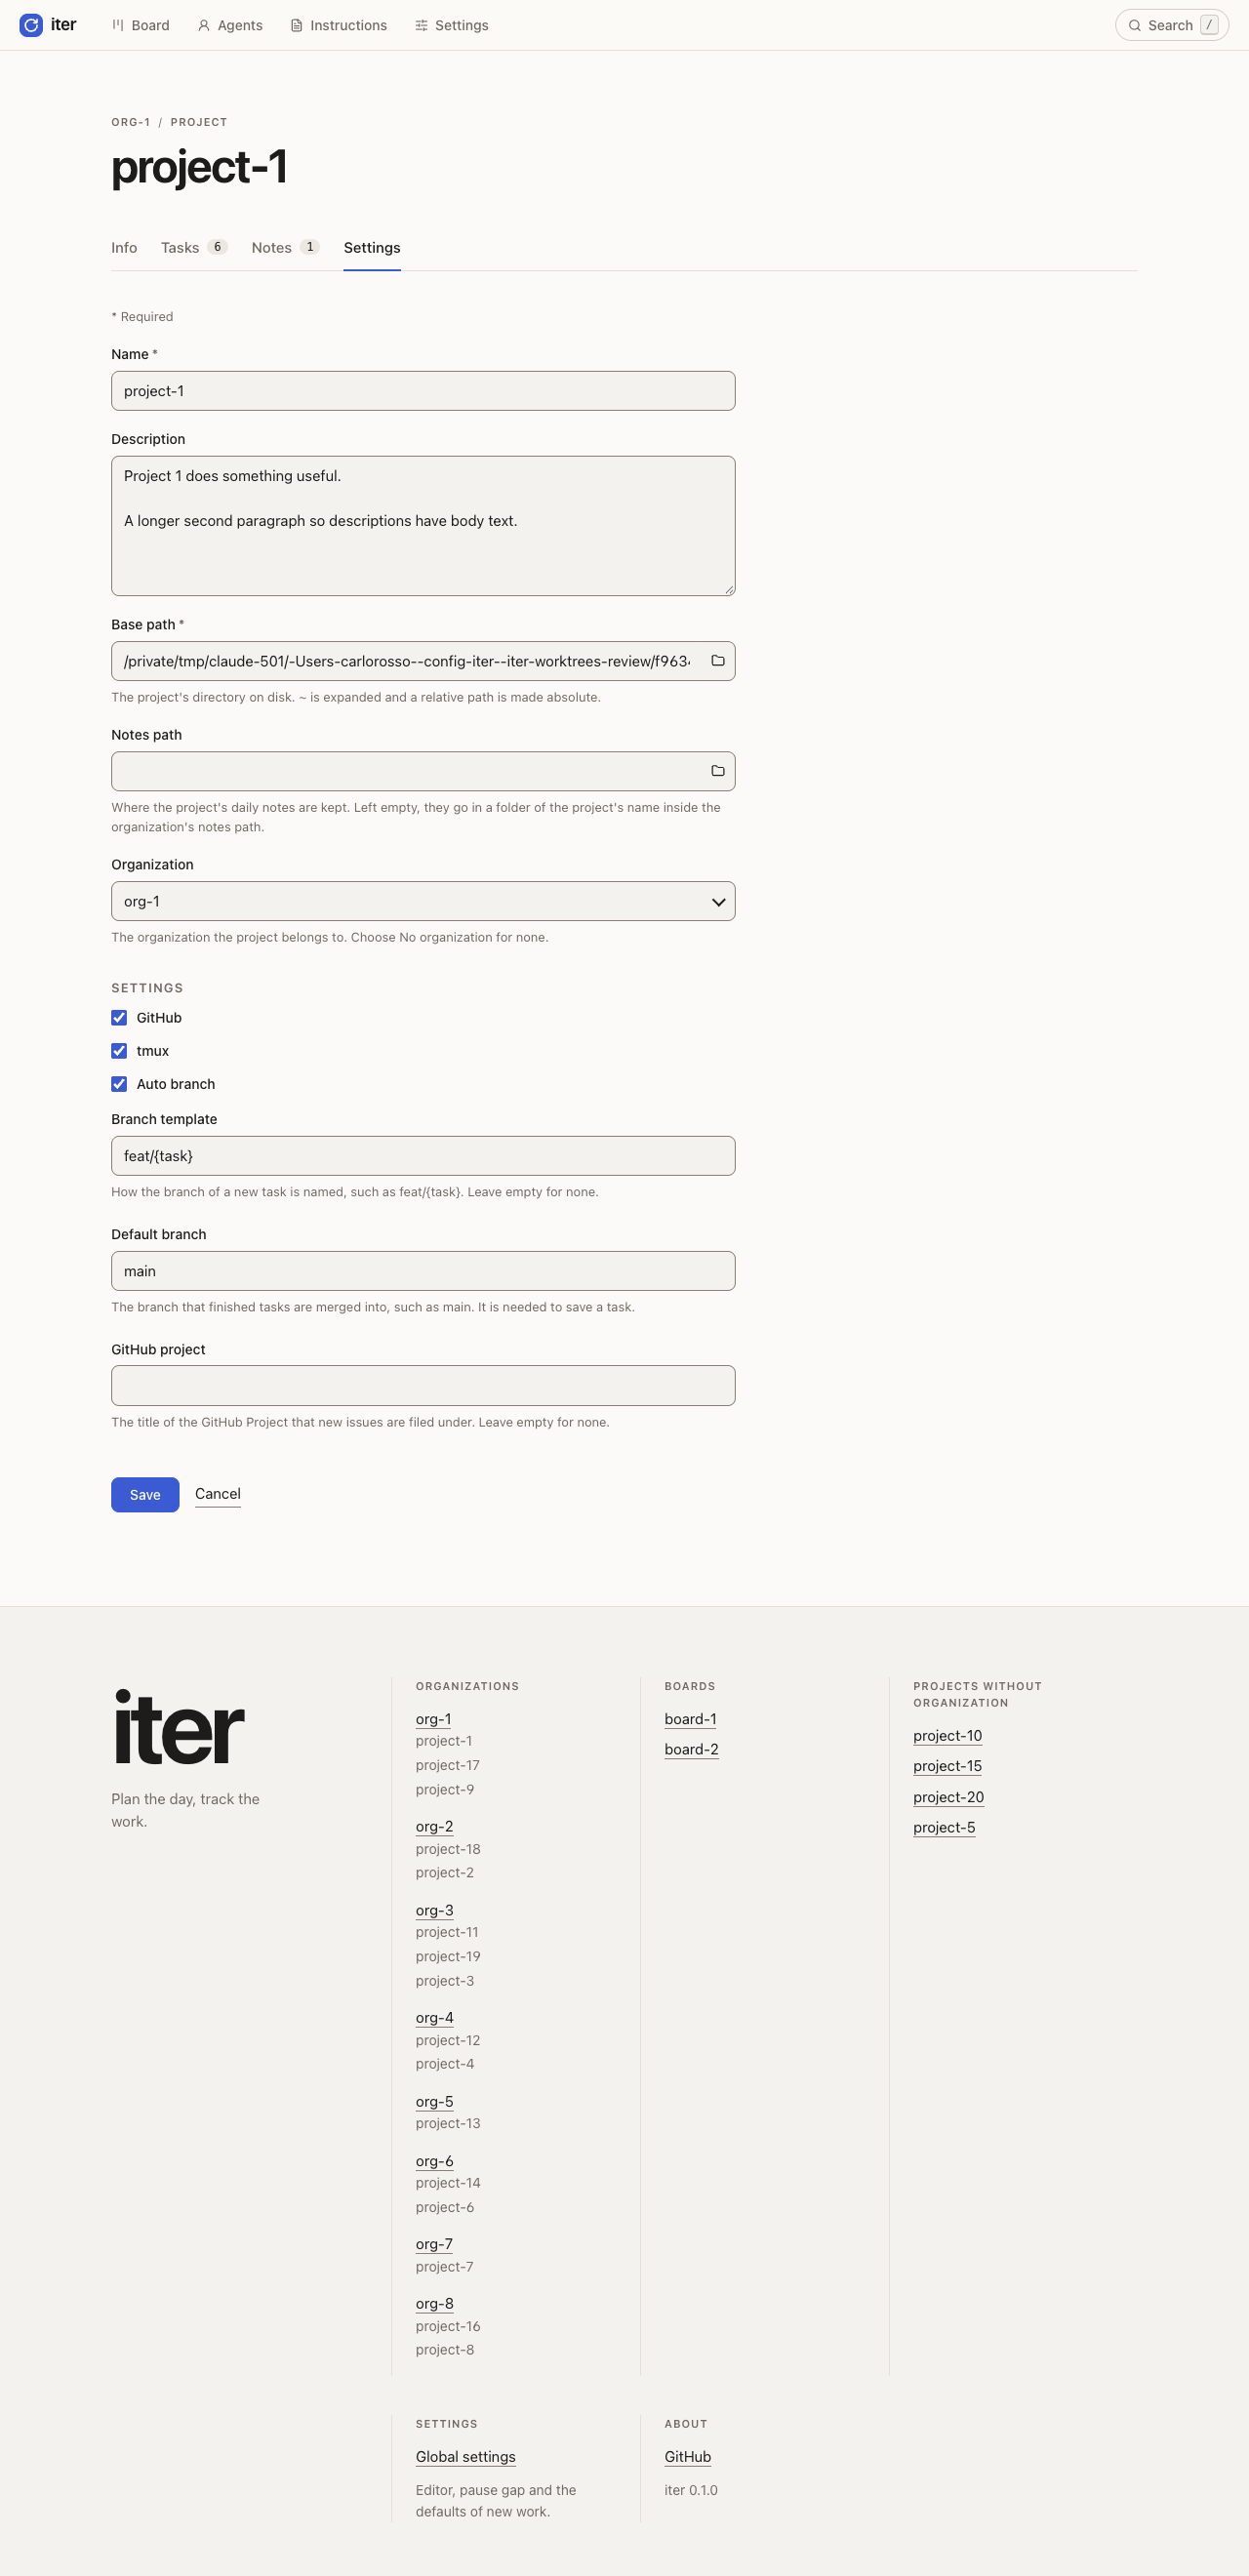 iter
Board
Agents
Instructions
Settings
Search /
ORG-1 / PROJECT
project-1
Info
Tasks 6
Notes 1
Settings
* Required
Name *
project-1
Description
Project 1 does something useful.
A longer second paragraph so descriptions have body text.
Base path *
/private/tmp/claude-501/-Users-carlorosso--config-iter--iter-worktrees-review/f963
The project's directory on disk. ~ is expanded and a relative path is made absolute.
Notes path
Where the project's daily notes are kept. Left empty, they go in a folder of the project's name inside the
organization's notes path.
Organization
org-1
The organization the project belongs to. Choose No organization for none.
SETTINGS
GitHub
tmux
Auto branch
Branch template
feat/{task}
How the branch of a new task is named, such as feat/{task}. Leave empty for none.
Default branch
main
The branch that finished tasks are merged into, such as main. It is needed to save a task.
GitHub project
The title of the GitHub Project that new issues are filed under. Leave empty for none.
Save
Cancel
iter
Plan the day, track the
work.
ORGANIZATIONS
org-1
project-1
project-17
project-9
org-2
project-18
project-2
org-3
project-11
project-19
project-3
org-4
project-12
project-4
org-5
project-13
org-6
project-14
project-6
org-7
project-7
org-8
project-16
project-8
BOARDS
board-1
board-2
PROJECTS WITHOUT
ORGANIZATION
project-10
project-15
project-20
project-5
SETTINGS
Global settings
Editor, pause gap and the
defaults of new work.
ABOUT
GitHub
iter 0.1.0